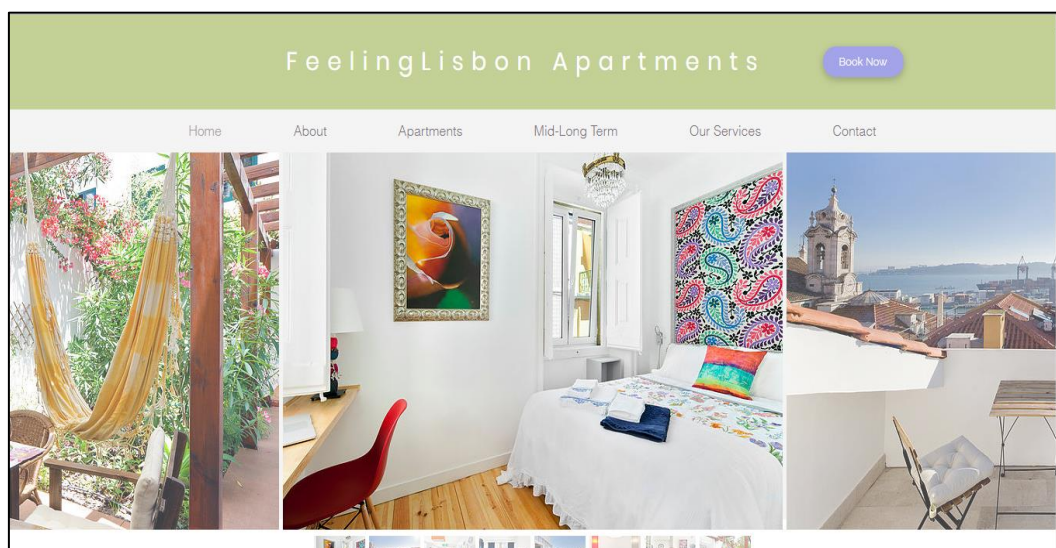 FeelingLisbon Apartments
Book Now
Home About Apartments Mid-Long Term Our Services Contact